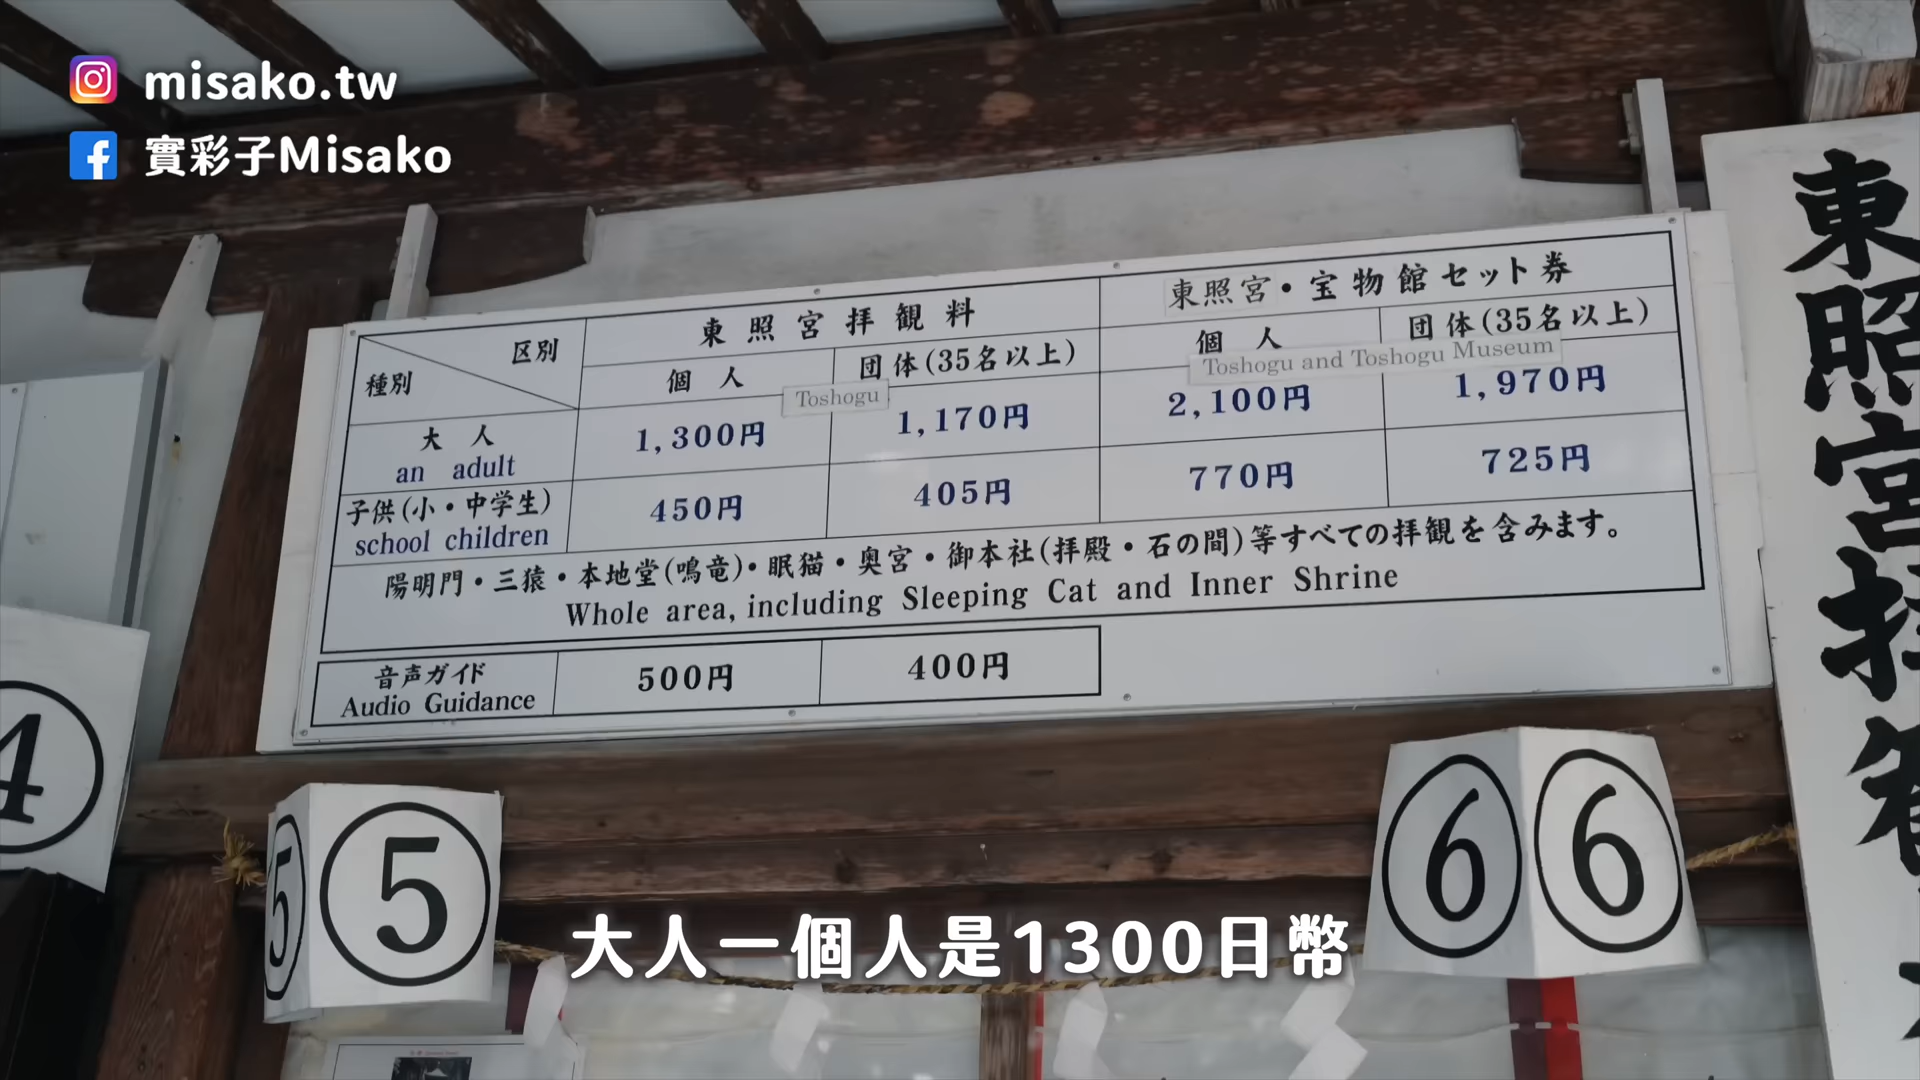 misako.tw
實彩子Misako
区別
種別
東照宮拝観料
東照宮・宝物館セット券
個人
団体(35名以上)
個人
団体(35名以上)
Toshogu
Toshogu and Toshogu Museum
大人
an adult
1,300円
1,170円
2,100円
1,970円
子供(小・中学生)
school children
450円
405円
770円
725円
陽明門・三猿・本地堂(鳴竜)・眠猫・奥宮・御本社(拝殿・石の間)等すべての拝観を含みます。
Whole area, including Sleeping Cat and Inner Shrine
音声ガイド
Audio Guidance
500円
400円
東照宮拝観
4
5
5
6
6
大人一個人是1300日幣